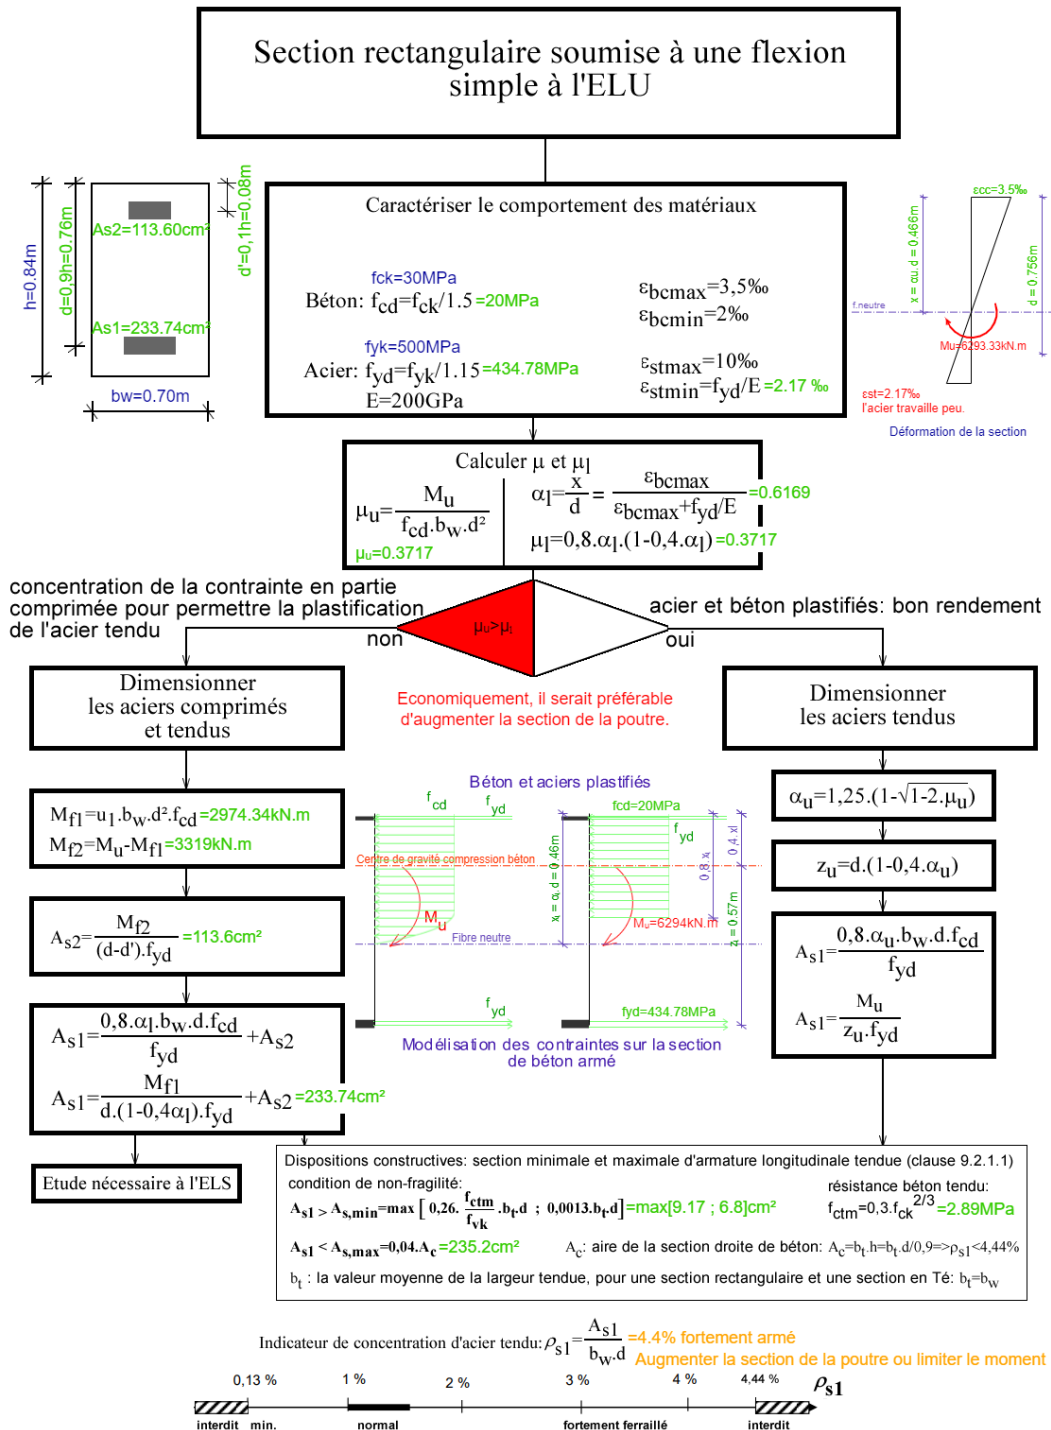 Section rectangulaire soumise à une flexion
simple à l'ELU
h=0.84m
d=0,9h=0.76m
d'=0,1h=0.08m
As2=113.60cm²
As1=233.74cm²
bw=0.70m
Caractériser le comportement des matériaux
fck=30MPa
Béton: fcd=fck/1.5=20MPa
fyk=500MPa
Acier: fyd=fyk/1.15=434.78MPa
E=200GPa
εbcmax=3,5‰
εbcmin=2‰
εstmax=10‰
εstmin=fyd/E=2.17 ‰
εcc=3.5‰
x = αu. d = 0.466m
d = 0.756m
f.neutre
Mu=6293.33kN.m
εst=2.17‰
l'acier travaille peu.
Déformation de la section
Calculer μ et μl
μu=Mu/(fcd.bw.d²)
μu=0.3717
αl=x/d=εbcmax/(εbcmax+fyd/E)=0.6169
μl=0,8.αl.(1-0,4.αl)=0.3717
concentration de la contrainte en partie
comprimée pour permettre la plastification
de l'acier tendu
non
μu>μl
acier et béton plastifiés: bon rendement
oui
Economiquement, il serait préférable
d'augmenter la section de la poutre.
Dimensionner
les aciers comprimés
et tendus
Mf1=u1.bw.d².fcd=2974.34kN.m
Mf2=Mu-Mf1=3319kN.m
As2=Mf2/((d-d').fyd)=113.6cm²
As1=0,8.αl.bw.d.fcd/fyd+As2
As1=Mf1/(d.(1-0,4αl).fyd)+As2=233.74cm²
Etude nécessaire à l'ELS
Béton et aciers plastifiés
fcd
fyd
fcd=20MPa
fyd
Centre de gravité compression béton
Mu
Fibre neutre
fyd
xl = αl. d = 0.46m
0,8. xl
0,4. xl
zl = 0.57m
Mu=6294kN.m
fyd=434.78MPa
Modélisation des contraintes sur la section
de béton armé
Dimensionner
les aciers tendus
αu=1,25.(1-√1-2.μu)
zu=d.(1-0,4.αu)
As1=0,8.αu.bw.d.fcd/fyd
As1=Mu/(zu.fyd)
Dispositions constructives: section minimale et maximale d'armature longitudinale tendue (clause 9.2.1.1)
condition de non-fragilité:
As1 > As,min=max [ 0,26. fctm/fyk .bt.d ; 0,0013.bt.d]=max[9.17 ; 6.8]cm²
résistance béton tendu:
fctm=0,3.fck^2/3=2.89MPa
As1 < As,max=0,04.Ac=235.2cm²
Ac: aire de la section droite de béton: Ac=bt.h=bt.d/0,9=>ρs1<4,44%
bt : la valeur moyenne de la largeur tendue, pour une section rectangulaire et une section en Té: bt=bw
Indicateur de concentration d'acier tendu: ρs1=As1/(bw.d)=4.4% fortement armé
Augmenter la section de la poutre ou limiter le moment
0,13 % 1 % 2 % 3 % 4 % 4,44 % ρs1
interdit min. normal fortement ferraillé interdit